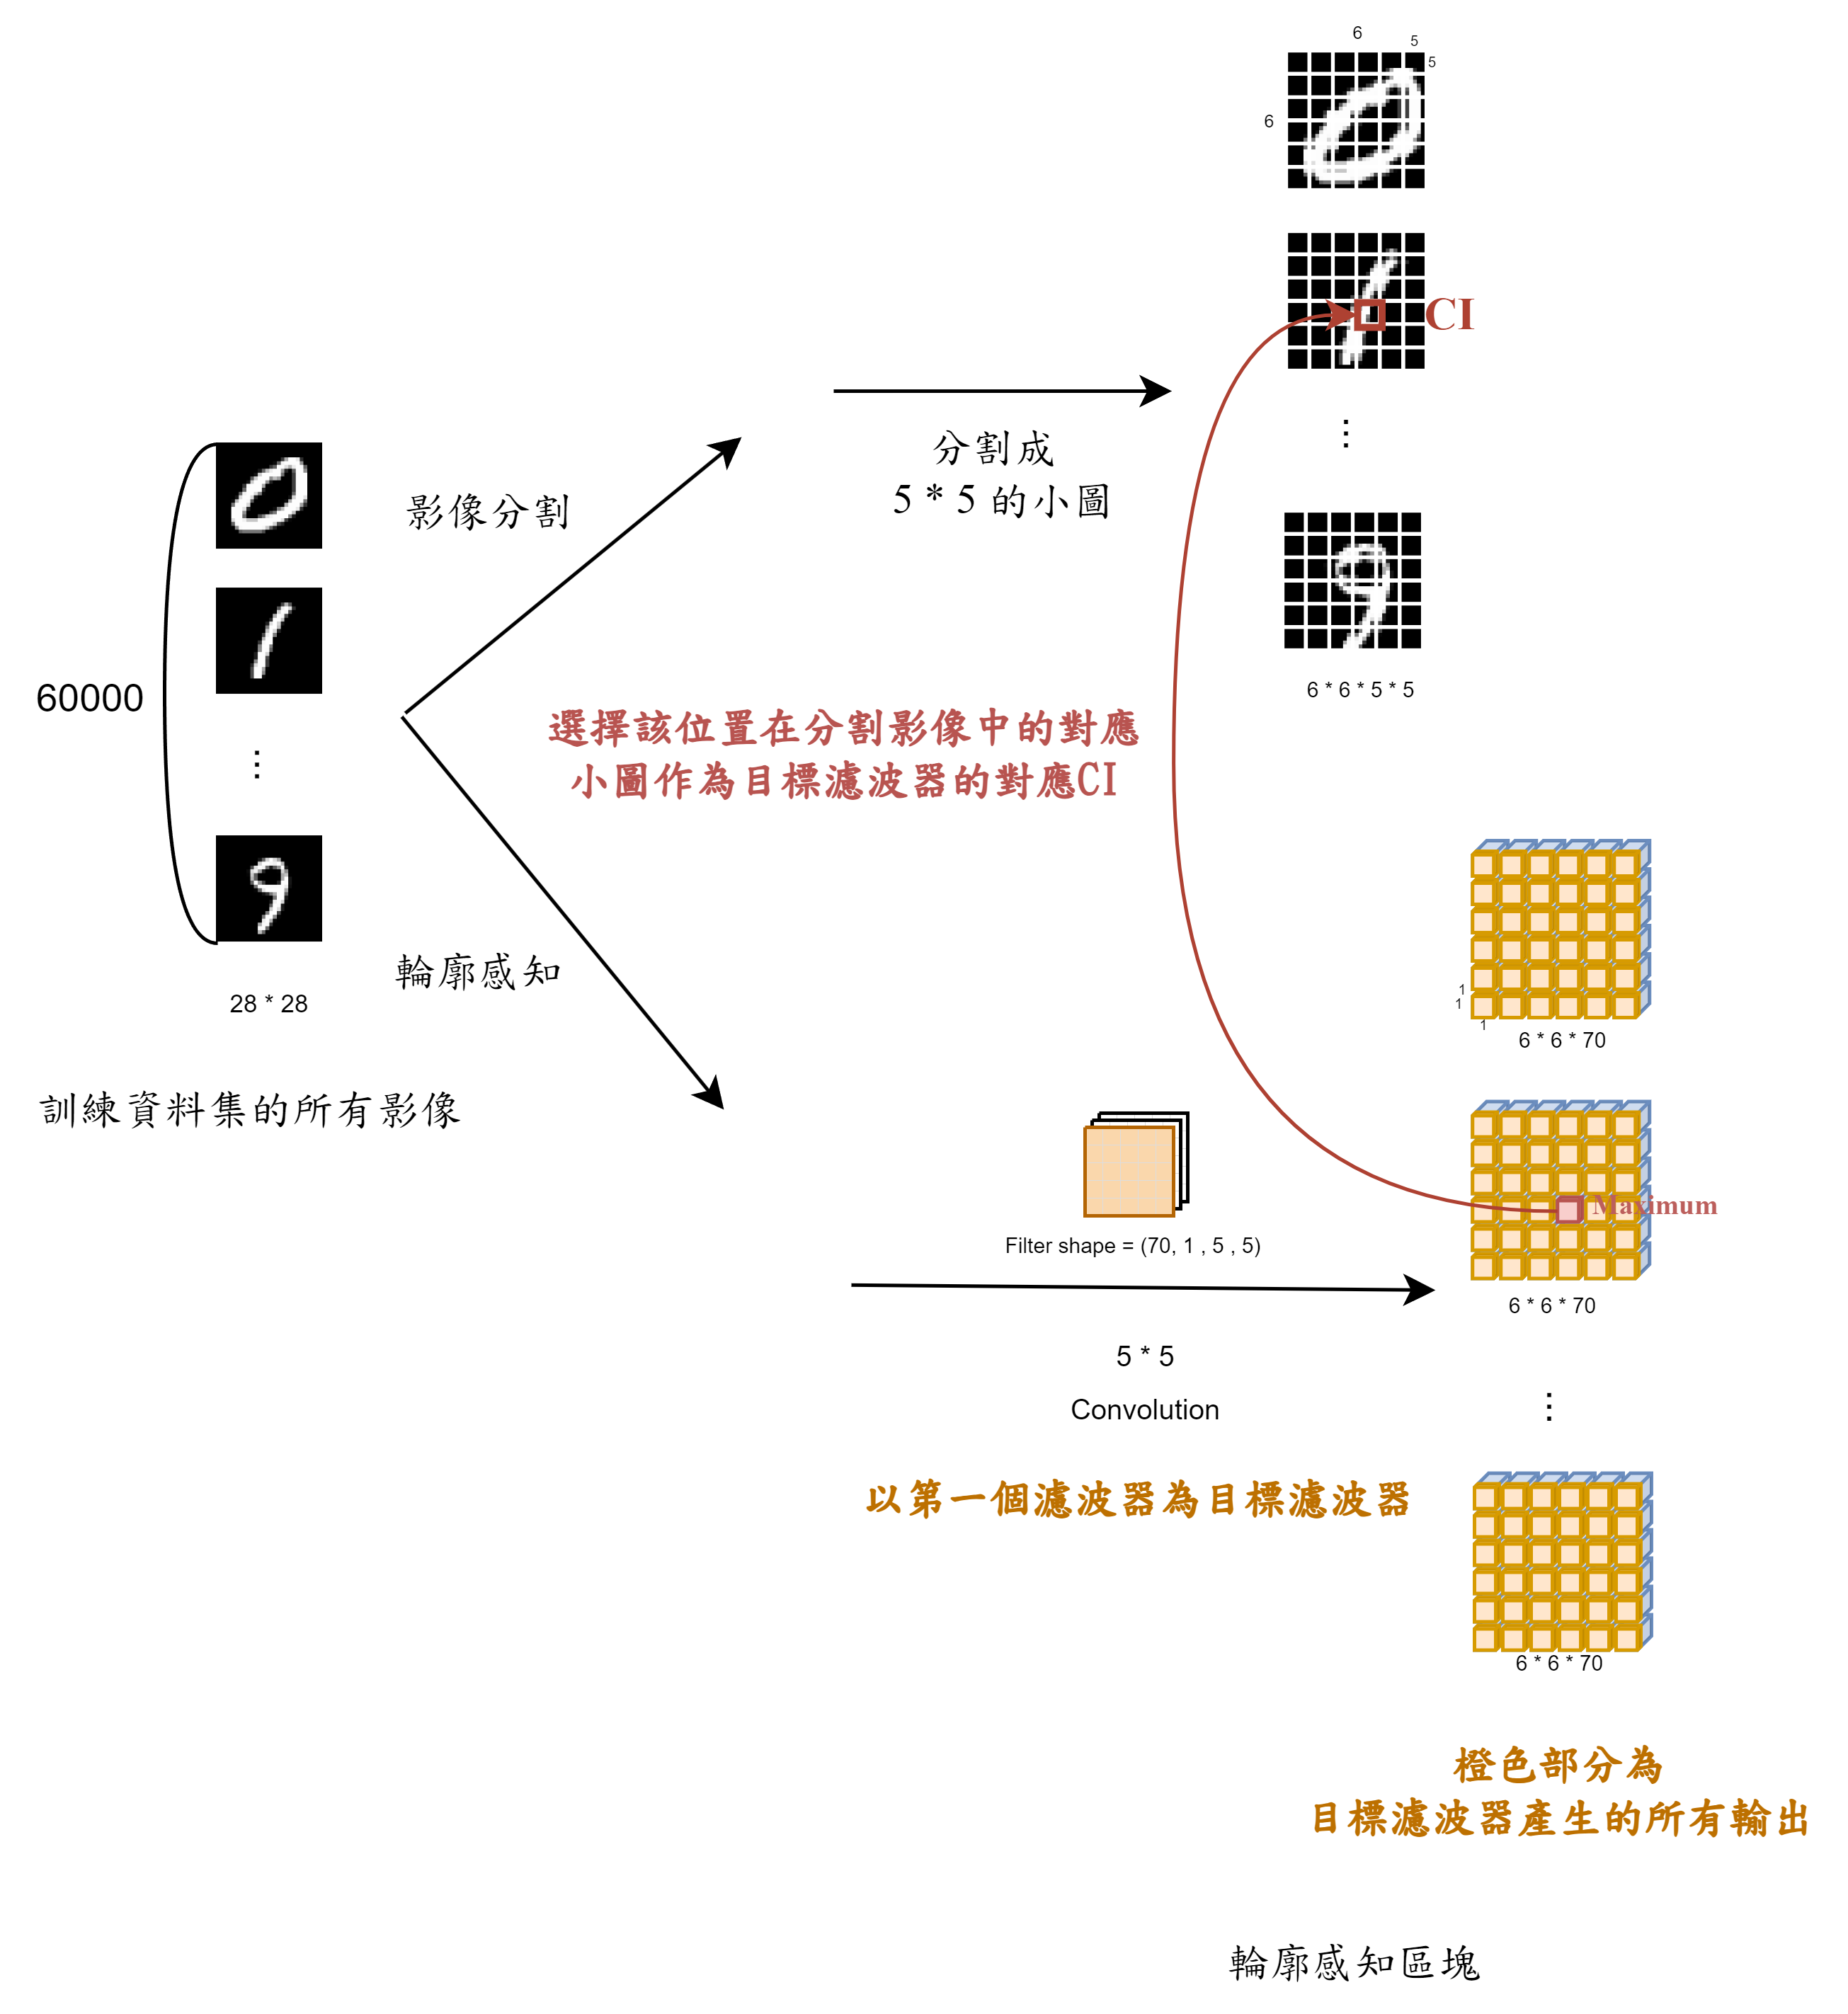 6
5
5
6
CI
⋮
6 * 6 * 5 * 5
分割成
5 * 5 的小圖
影像分割
60000
⋮
28 * 28
訓練資料集的所有影像
選擇該位置在分割影像中的對應
小圖作為目標濾波器的對應CI
輪廓感知
1
1
1
6 * 6 * 70
Maximum
6 * 6 * 70
Filter shape = (70, 1 , 5 , 5)
5 * 5
Convolution
⋮
以第一個濾波器為目標濾波器
6 * 6 * 70
橙色部分為
目標濾波器產生的所有輸出
輪廓感知區塊